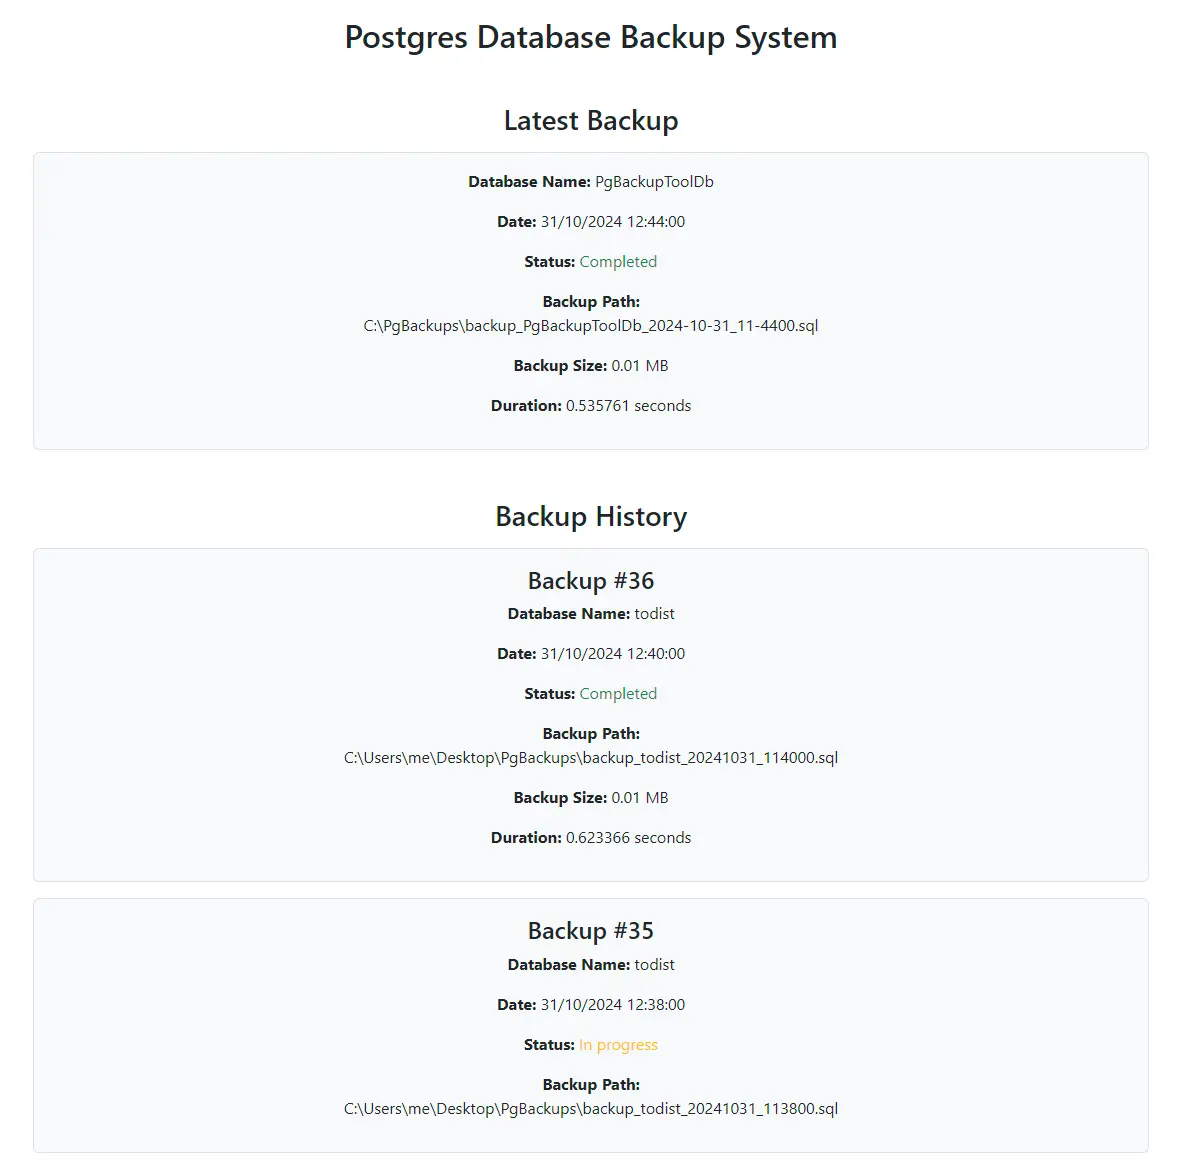 Postgres Database Backup System
Latest Backup
Database Name: PgBackupToolDb
Date: 31/10/2024 12:44:00
Status: Completed
Backup Path:
C:\PgBackups\backup_PgBackupToolDb_2024-10-31_11-4400.sql
Backup Size: 0.01 MB
Duration: 0.535761 seconds
Backup History
Backup #36
Database Name: todist
Date: 31/10/2024 12:40:00
Status: Completed
Backup Path:
C:\Users\me\Desktop\PgBackups\backup_todist_20241031_114000.sql
Backup Size: 0.01 MB
Duration: 0.623366 seconds
Backup #35
Database Name: todist
Date: 31/10/2024 12:38:00
Status: In progress
Backup Path:
C:\Users\me\Desktop\PgBackups\backup_todist_20241031_113800.sql